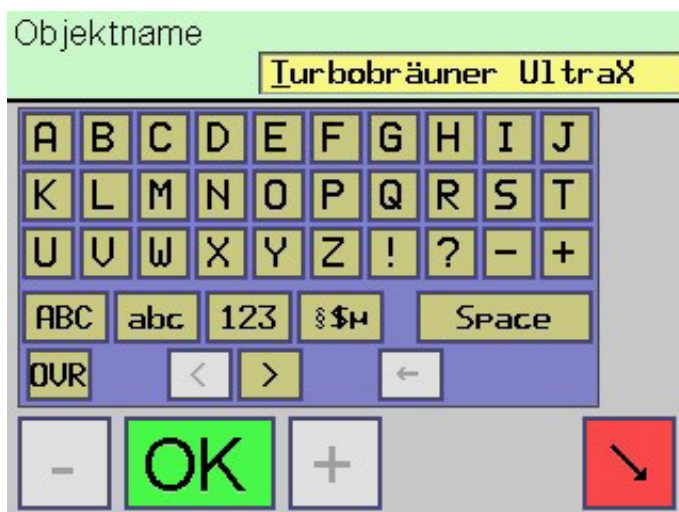 Objektname
Turbobräuner UltraX
A B C D E F G H I J
K L M N O P Q R S T
U V W X Y Z ! ? - +
ABC abc 123 §$µ Space
OVR < > ←
- OK + ↘